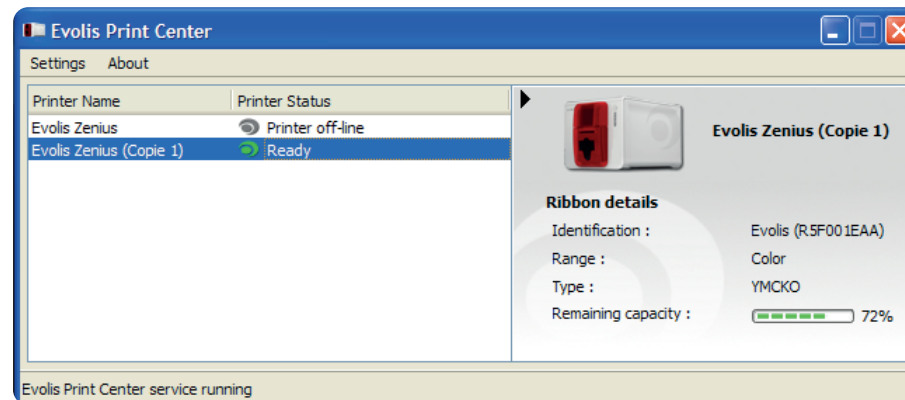 Evolis Print Center
Settings About
Printer Name Printer Status
Evolis Zenius Printer off-line
Evolis Zenius (Copie 1) Ready
Evolis Zenius (Copie 1)
Ribbon details
Identification : Evolis (R5F001EAA)
Range : Color
Type : YMCKO
Remaining capacity : 72%
Evolis Print Center service running